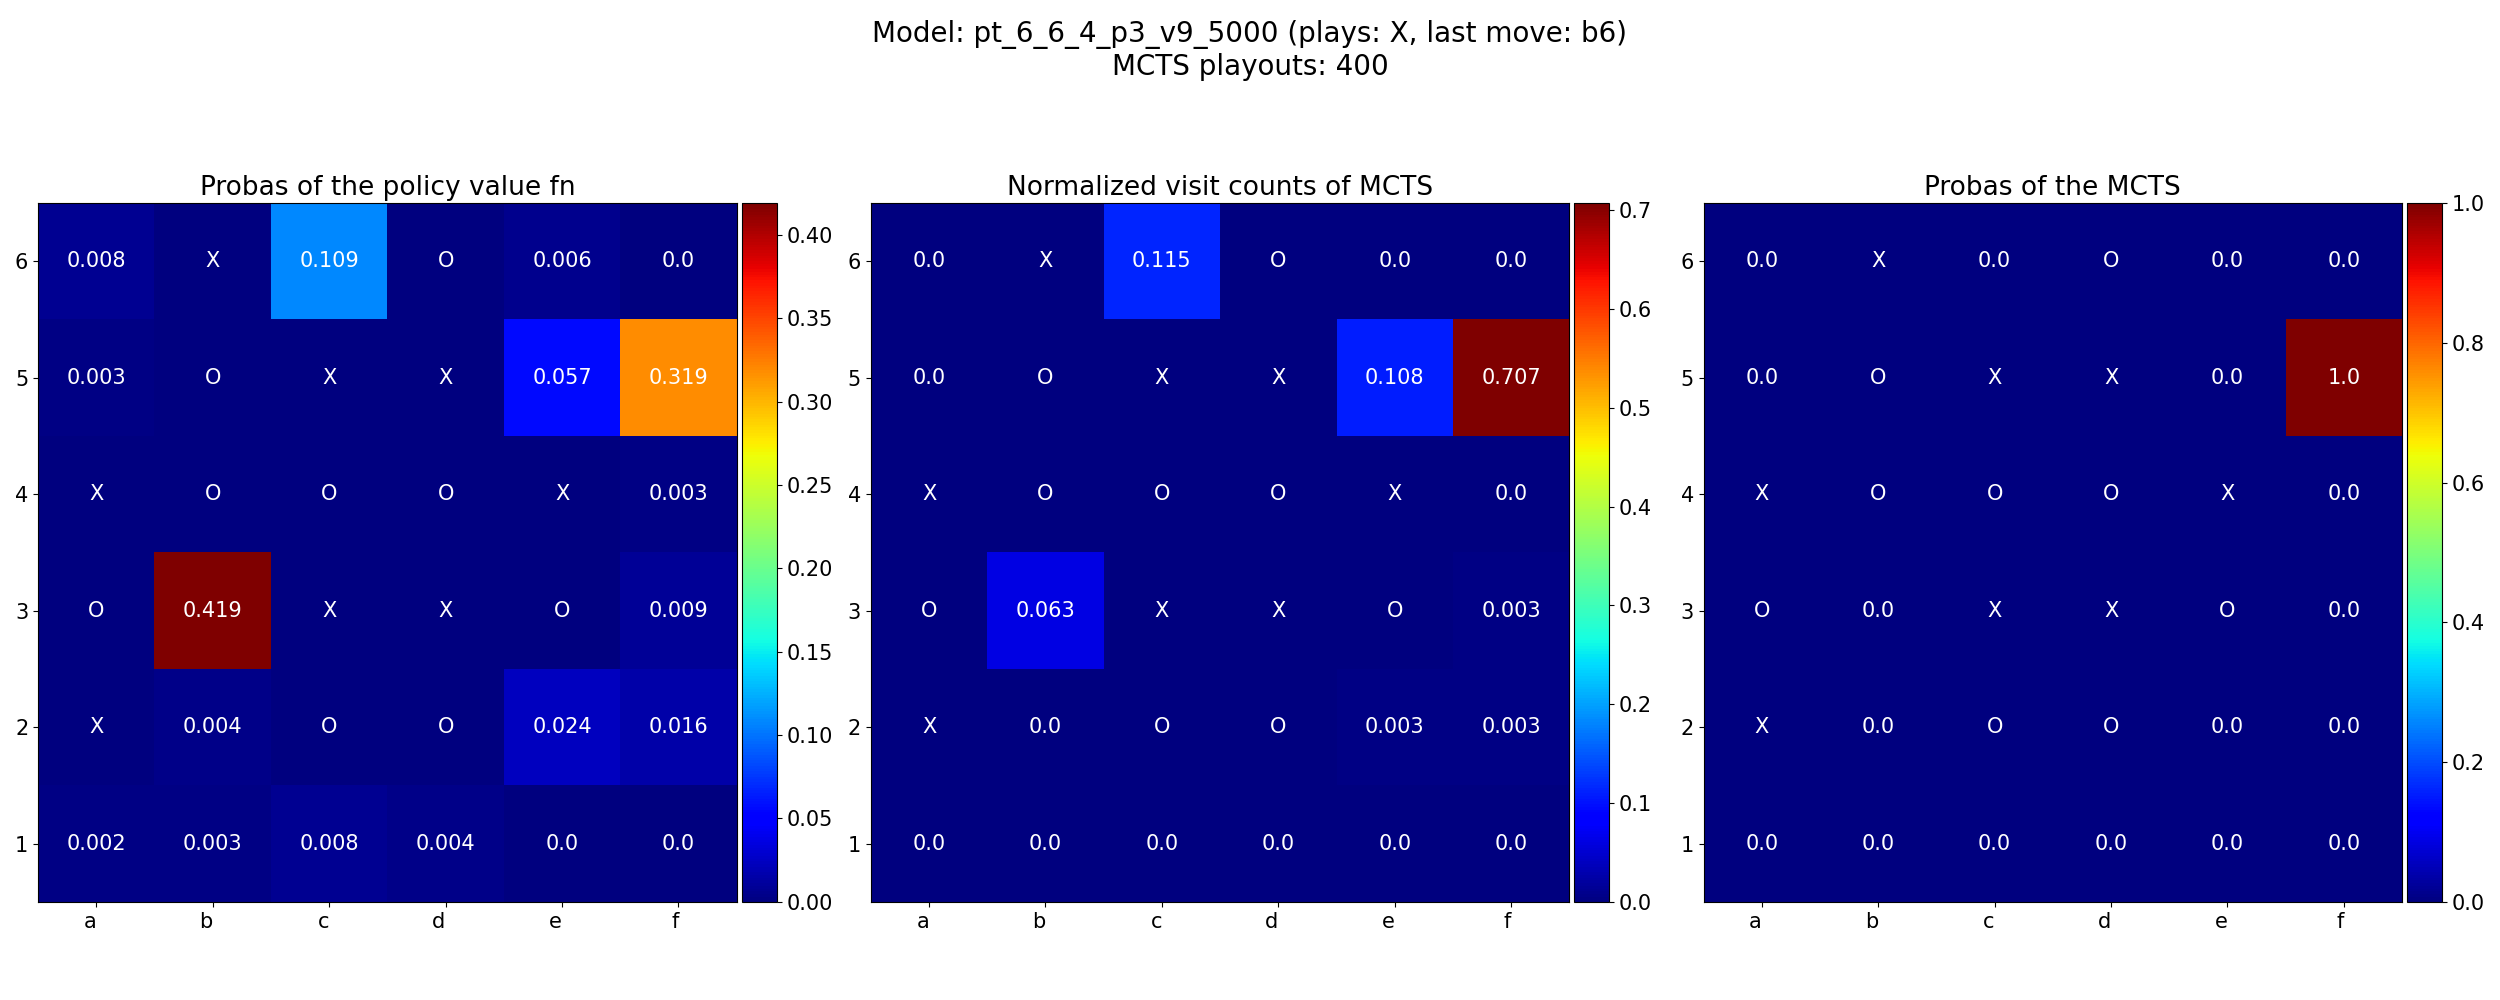 Model: pt_6_6_4_p3_v9_5000 (plays: X, last move: b6)
MCTS playouts: 400
Probas of the policy value fn
6 0.008 X 0.109 O 0.006 0.0
5 0.003 O X X 0.057 0.319
4 X O O O X 0.003
3 O 0.419 X X O 0.009
2 X 0.004 O O 0.024 0.016
1 0.002 0.003 0.008 0.004 0.0 0.0
a b c d e f
0.40
0.35
0.30
0.25
0.20
0.15
0.10
0.05
0.00
Normalized visit counts of MCTS
6 0.0 X 0.115 O 0.0 0.0
5 0.0 O X X 0.108 0.707
4 X O O O X 0.0
3 O 0.063 X X O 0.003
2 X 0.0 O O 0.003 0.003
1 0.0 0.0 0.0 0.0 0.0 0.0
a b c d e f
0.7
0.6
0.5
0.4
0.3
0.2
0.1
0.0
Probas of the MCTS
6 0.0 X 0.0 O 0.0 0.0
5 0.0 O X X 0.0 1.0
4 X O O O X 0.0
3 O 0.0 X X O 0.0
2 X 0.0 O O 0.0 0.0
1 0.0 0.0 0.0 0.0 0.0 0.0
a b c d e f
1.0
0.8
0.6
0.4
0.2
0.0